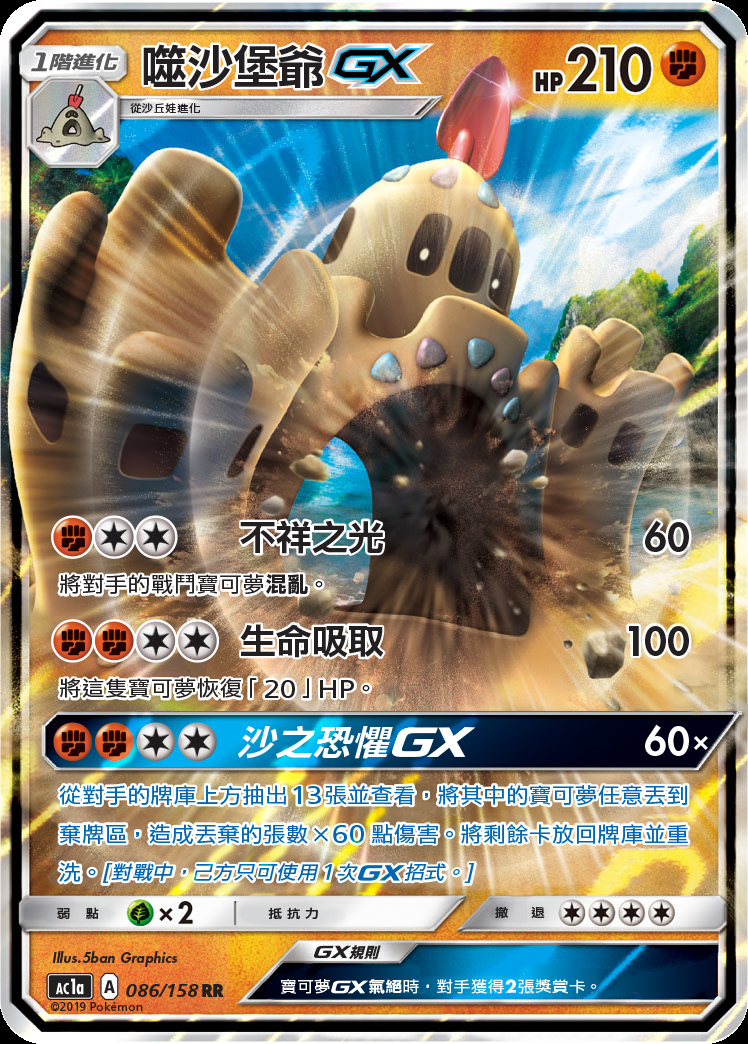 1階進化 噬沙堡爺GX HP210
從沙丘娃進化
不祥之光 60
將對手的戰鬥寶可夢混亂。
生命吸取 100
將這隻寶可夢恢復「20」HP。
沙之恐懼GX 60×
從對手的牌庫上方抽出13張並查看，將其中的寶可夢任意丟到
棄牌區，造成丟棄的張數×60點傷害。將剩餘卡放回牌庫並重
洗。[對戰中，己方只可使用1次GX招式。]
弱點 ×2 抵抗力 撤退
Illus.5ban Graphics
GX規則
AC1a A 086/158 RR
寶可夢GX氣絕時，對手獲得2張獎賞卡。
©2019 Pokémon